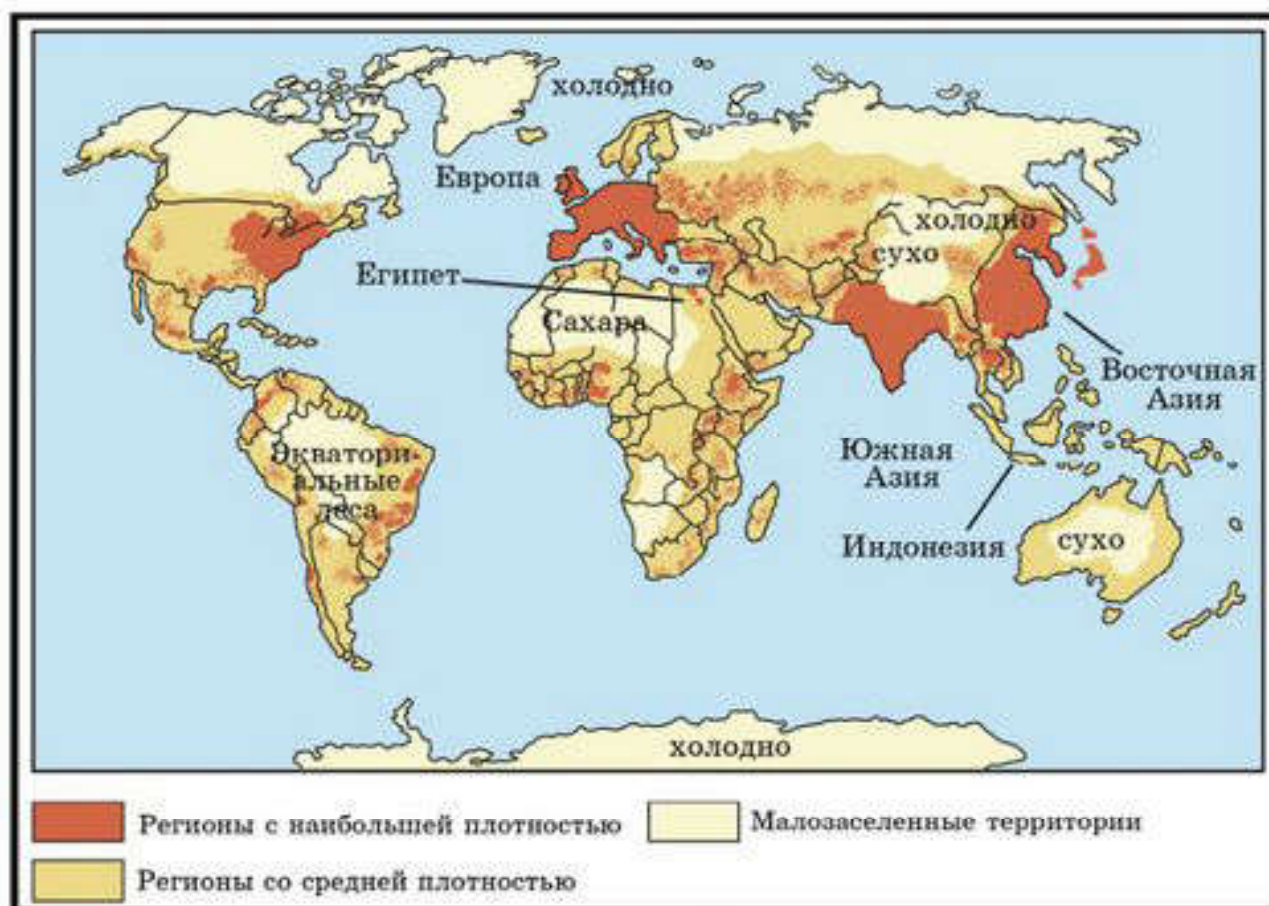 холодно
Европа
холодно
сухо
Египет
Сахара
Восточная
Азия
Экватори-
альные
леса
Южная
Азия
Индонезия
сухо
холодно
Регионы с наибольшей плотностью
Малозаселенные территории
Регионы со средней плотностью